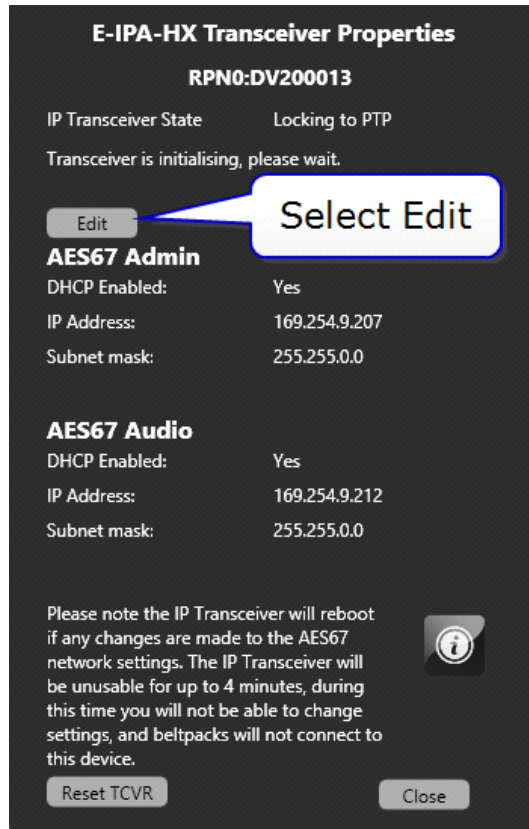 E-IPA-HX Transceiver Properties
RPN0:DV200013
IP Transceiver State Locking to PTP
Transceiver is initialising, please wait.
Edit
Select Edit
AES67 Admin
DHCP Enabled: Yes
IP Address: 169.254.9.207
Subnet mask: 255.255.0.0
AES67 Audio
DHCP Enabled: Yes
IP Address: 169.254.9.212
Subnet mask: 255.255.0.0
Please note the IP Transceiver will reboot
if any changes are made to the AES67
network settings. The IP Transceiver will
be unusable for up to 4 minutes, during
this time you will not be able to change
settings, and beltpacks will not connect to
this device.
Reset TCVR Close